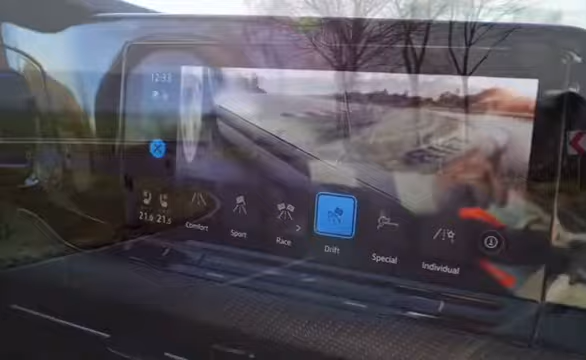 12:33
21.5 21.5
Comfort
Sport
Race
Drift
Special
Individual